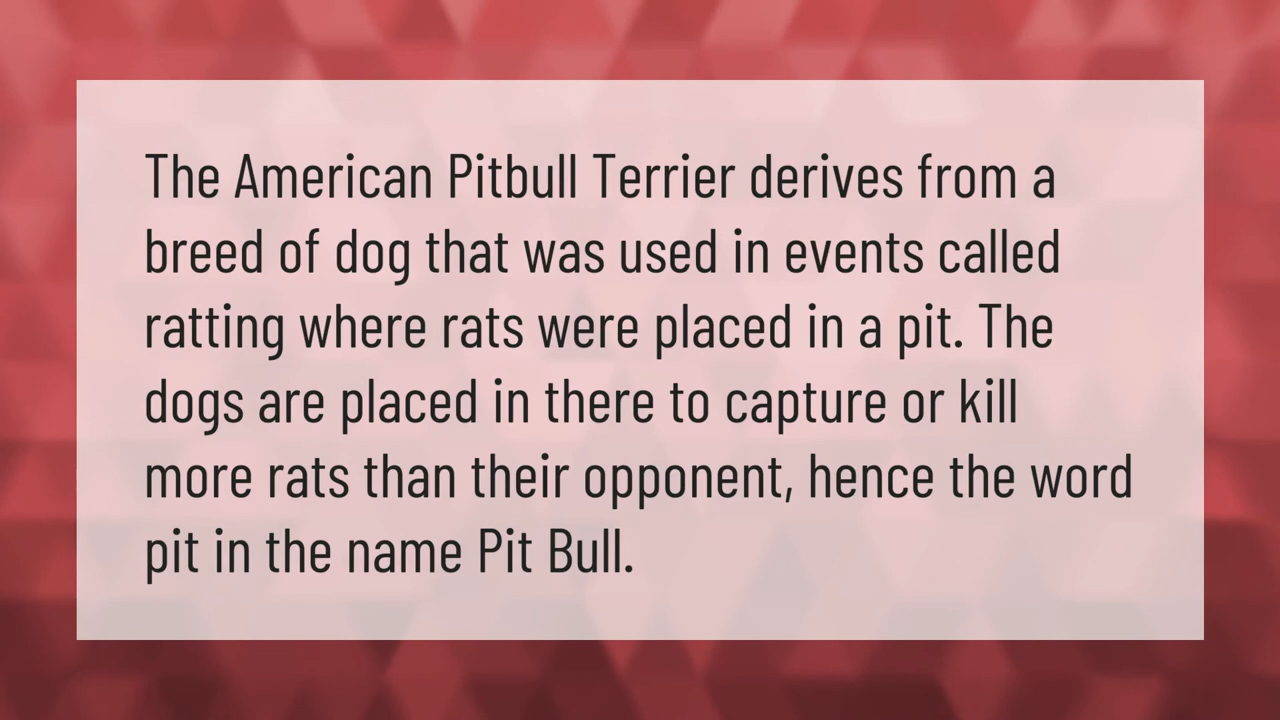 The American Pitbull Terrier derives from a
breed of dog that was used in events called
ratting where rats were placed in a pit. The
dogs are placed in there to capture or kill
more rats than their opponent, hence the word
pit in the name Pit Bull.